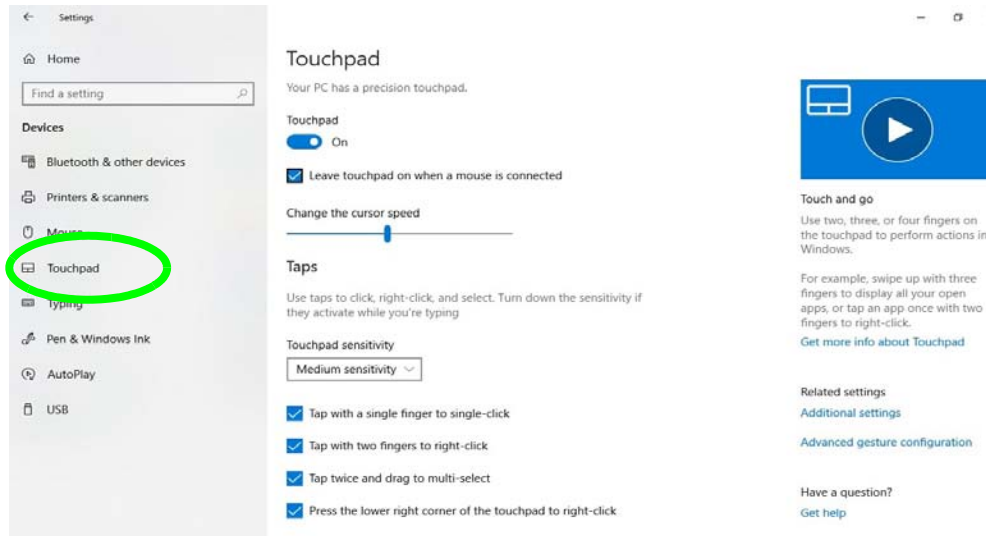 Settings
Home
Find a setting
Devices
Bluetooth & other devices
Printers & scanners
Mouse
Touchpad
Typing
Pen & Windows Ink
AutoPlay
USB
Touchpad
Your PC has a precision touchpad.
Touchpad
On
Leave touchpad on when a mouse is connected
Change the cursor speed
Taps
Use taps to click, right-click, and select. Turn down the sensitivity if
they activate while you're typing
Touchpad sensitivity
Medium sensitivity
Tap with a single finger to single-click
Tap with two fingers to right-click
Tap twice and drag to multi-select
Press the lower right corner of the touchpad to right-click
Touch and go
Use two, three, or four fingers on
the touchpad to perform actions in
Windows.
For example, swipe up with three
fingers to display all your open
apps, or tap an app once with two
fingers to right-click.
Get more info about Touchpad
Related settings
Additional settings
Advanced gesture configuration
Have a question?
Get help